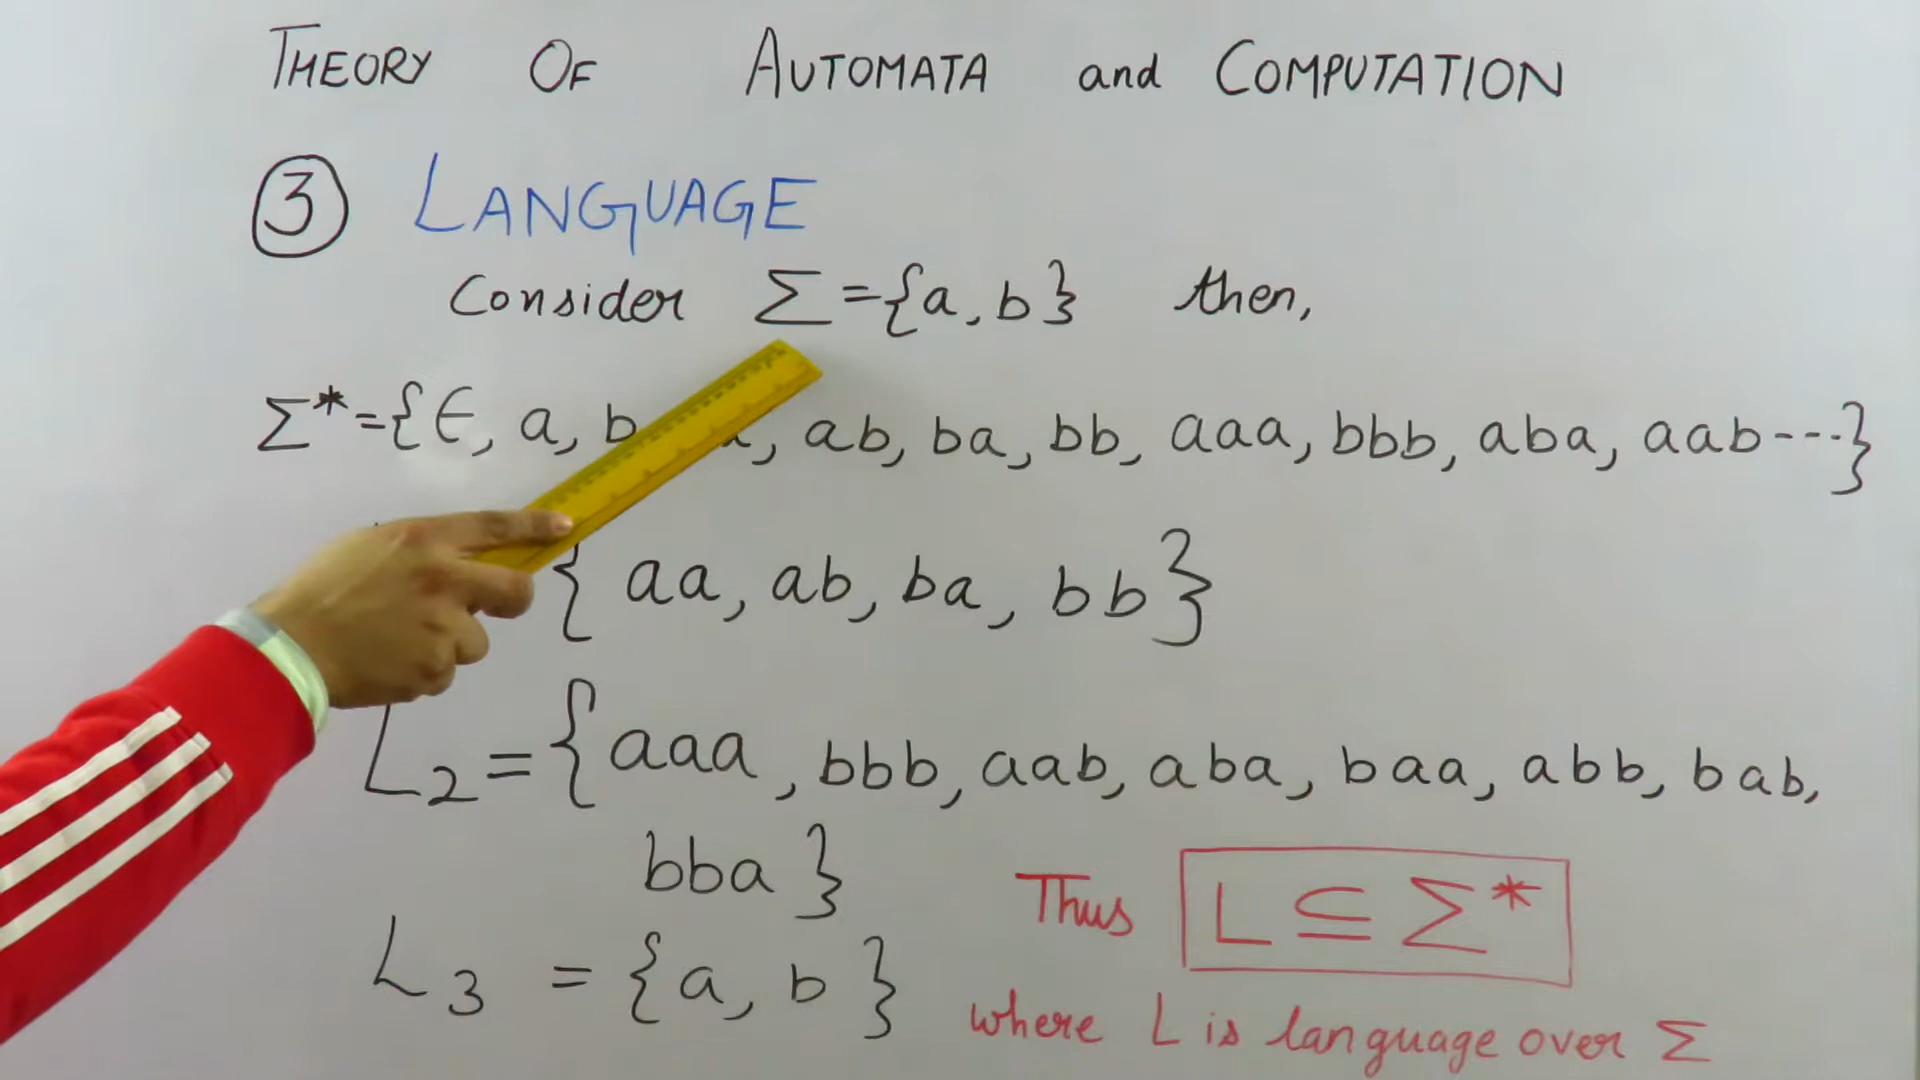 THEORY OF AUTOMATA and COMPUTATION
③ LANGUAGE
Consider Σ = {a, b} then,
Σ* = {ϵ, a, b, ab, ba, bb, aaa, bbb, aba, aab---}
{ aa, ab, ba, bb }
L2 = { aaa, bbb, aab, aba, baa, abb, bab,
bba }
Thus L ⊆ Σ*
L3 = { a, b }
where L is language over Σ